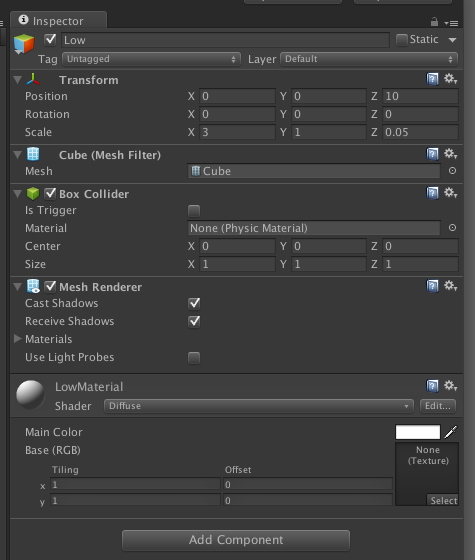 Inspector
Low
Static
Tag Untagged Layer Default
Transform
Position X 0 Y 0 Z 10
Rotation X 0 Y 0 Z 0
Scale X 3 Y 1 Z 0.05
Cube (Mesh Filter)
Mesh Cube
Box Collider
Is Trigger
Material None (Physic Material)
Center X 0 Y 0 Z 0
Size X 1 Y 1 Z 1
Mesh Renderer
Cast Shadows
Receive Shadows
Materials
Use Light Probes
LowMaterial
Shader Diffuse Edit...
Main Color
Base (RGB)
None
(Texture)
Tiling Offset
x 1 0
y 1 0
Select
Add Component